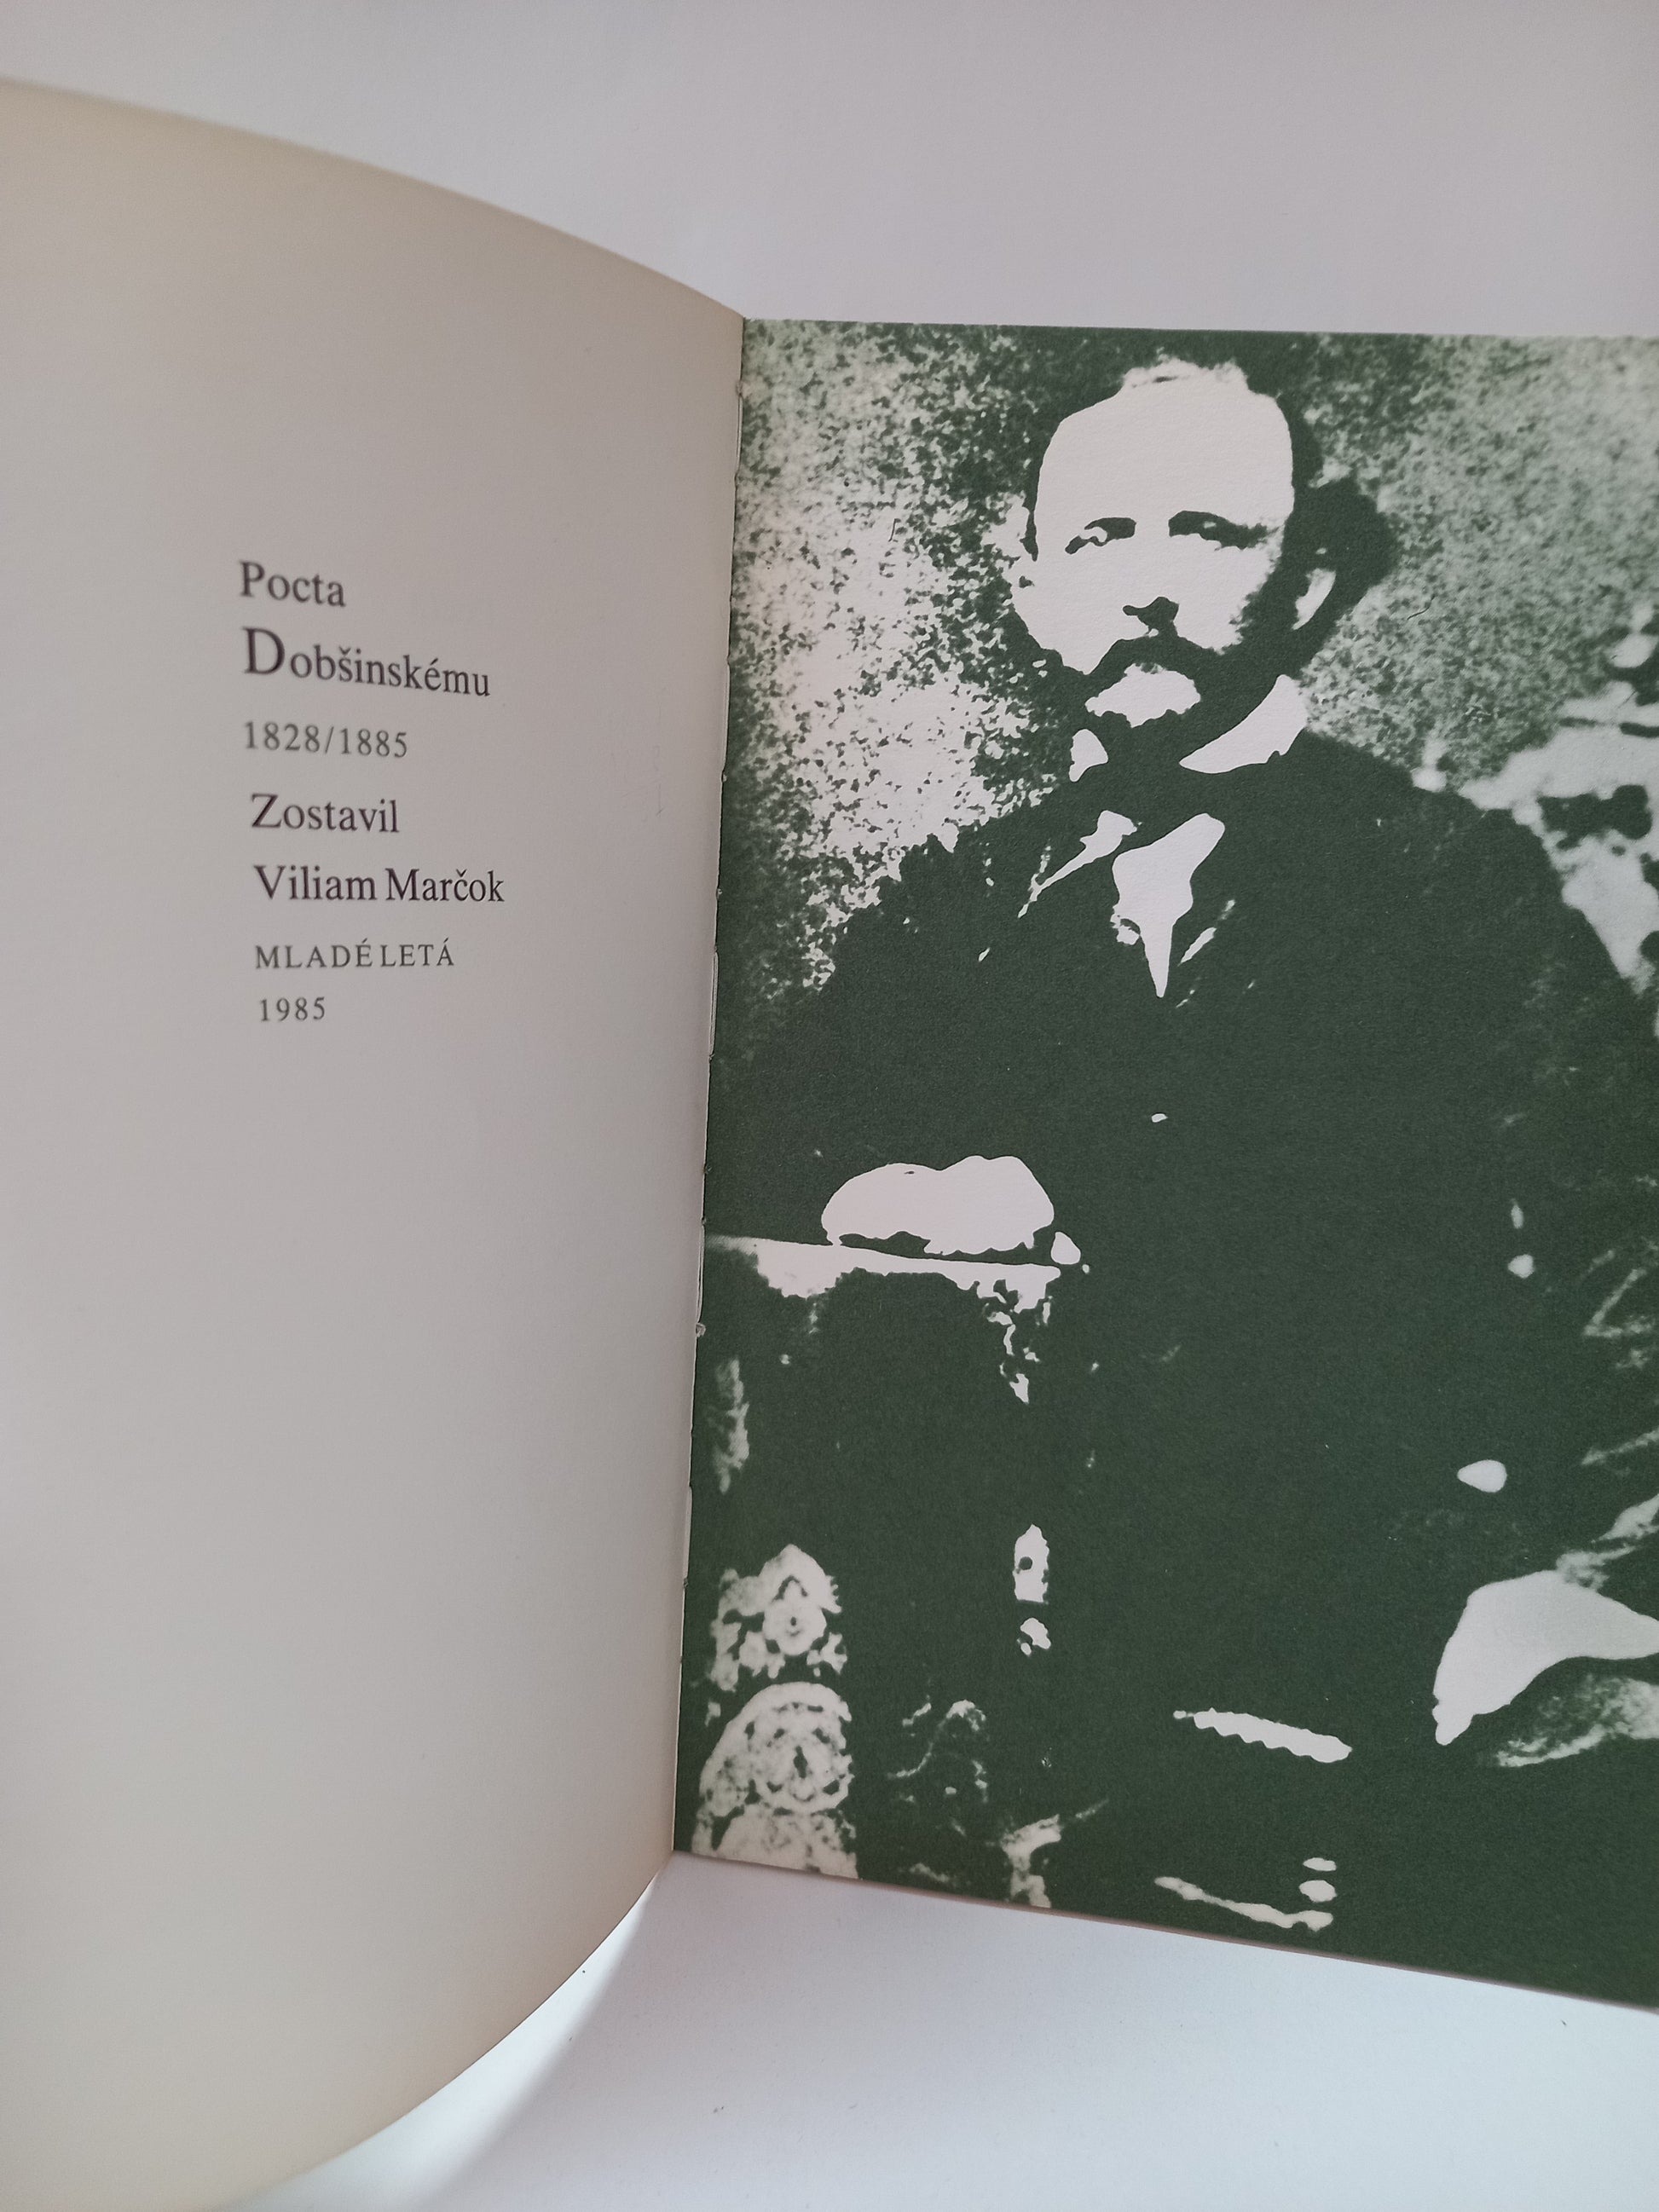 Pocta
Dobšinskému
1828/1885
Zostavil
Viliam Marčok
MLADÉ LETÁ
1985